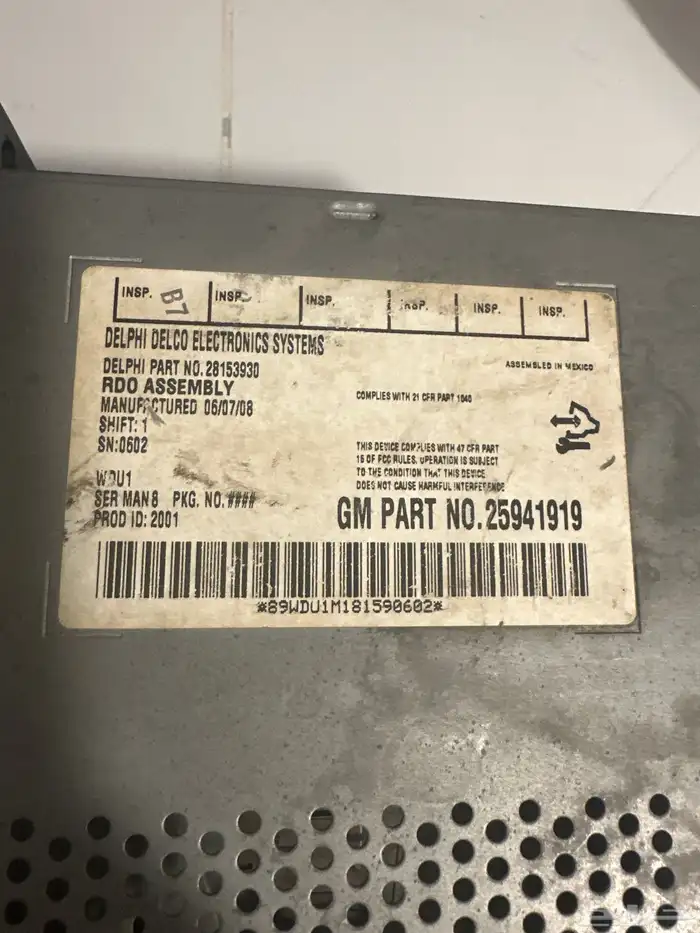 INSP. B7 INSP. INSP. INSP. INSP. INSP.
DELPHI DELCO ELECTRONICS SYSTEMS
DELPHI PART NO. 28153930
ASSEMBLED IN MEXICO
RDO ASSEMBLY
MANUFACTURED 06/07/08
COMPLIES WITH 21 CFR PART 1040
SHIFT: 1
SN:0602
THIS DEVICE COMPLIES WITH 47 CFR PART
15 OF FCC RULES. OPERATION IS SUBJECT
TO THE CONDITION THAT THIS DEVICE
DOES NOT CAUSE HARMFUL INTERFERENCE
WDU1
SER MAN 8 PKG. NO. ####
PROD ID: 2001
GM PART NO. 25941919
*89WDU1M181590602*